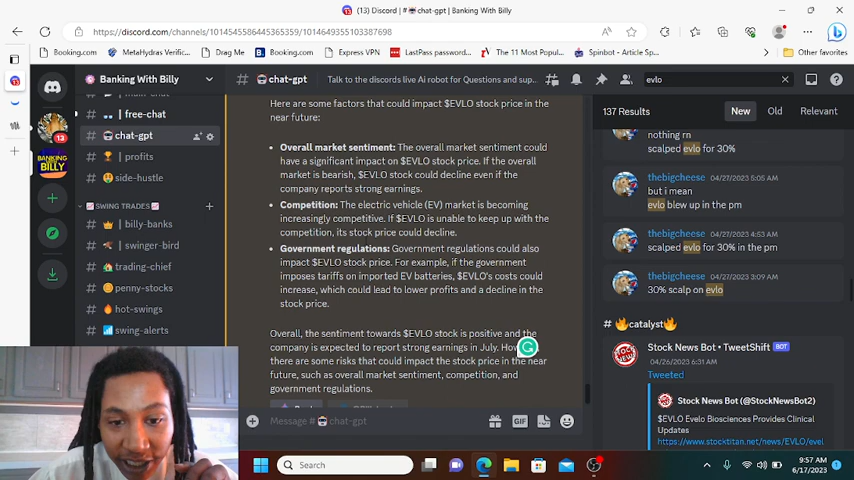 (13) Discord | # chat-gpt | Banking With Billy
https://discord.com/channels/1014545586445365359/1014649355103387698
Booking.com
MetaHydras Verific...
Drag Me
Booking.com
Express VPN
LastPass password...
The 11 Most Popul...
Spinbot - Article Sp...
Other favorites
Banking With Billy
chat-gpt
Talk to the discords live Ai robot for Questions and sup...
evlo
main-chat
free-chat
chat-gpt
profits
side-hustle
SWING TRADES
billy-banks
swinger-bird
trading-chief
penny-stocks
hot-swings
swing-alerts
13
BANKING
WITH
BILLY
Here are some factors that could impact $EVLO stock price in the
near future:
• Overall market sentiment: The overall market sentiment could
have a significant impact on $EVLO stock price. If the overall
market is bearish, $EVLO stock could decline even if the
company reports strong earnings.
• Competition: The electric vehicle (EV) market is becoming
increasingly competitive. If $EVLO is unable to keep up with the
competition, its stock price could decline.
• Government regulations: Government regulations could also
impact $EVLO stock price. For example, if the government
imposes tariffs on imported EV batteries, $EVLO's costs could
increase, which could lead to lower profits and a decline in the
stock price.
Overall, the sentiment towards $EVLO stock is positive and the
company is expected to report strong earnings in July.
there are some risks that could impact the stock price in the near
future, such as overall market sentiment, competition, and
government regulations.
Message # chat-gpt
GIF
137 Results
New
Old
Relevant
nothing rn
scalped evlo for 30%
thebigcheese 04/27/2023 5:05 AM
but i mean
evlo blew up in the pm
thebigcheese 04/27/2023 4:53 AM
scalped evlo for 30% in the pm
thebigcheese 04/27/2023 3:09 AM
30% scalp on evlo
# catalyst
Stock News Bot • TweetShift BOT
04/26/2023 6:31 AM
Tweeted
Stock News Bot (@StockNewsBot2)
$EVLO Evelo Biosciences Provides Clinical
Updates
https://www.stocktitan.net/news/EVLO/evel
Search
9:57 AM
6/17/2023